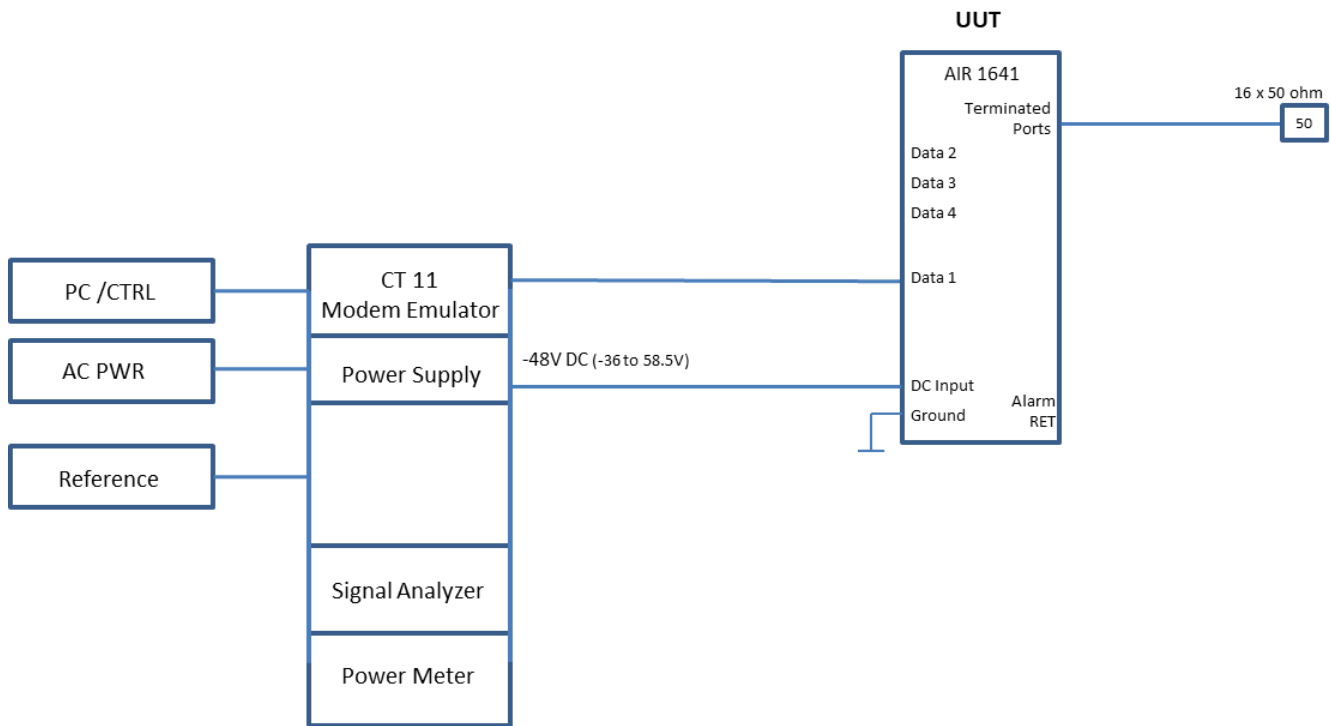 UUT
AIR 1641
Terminated
Ports
16 x 50 ohm
50
Data 2
Data 3
Data 4
Data 1
PC /CTRL
CT 11
Modem Emulator
AC PWR
Power Supply
-48V DC (-36 to 58.5V)
DC Input
Ground
Alarm
RET
Reference
Signal Analyzer
Power Meter